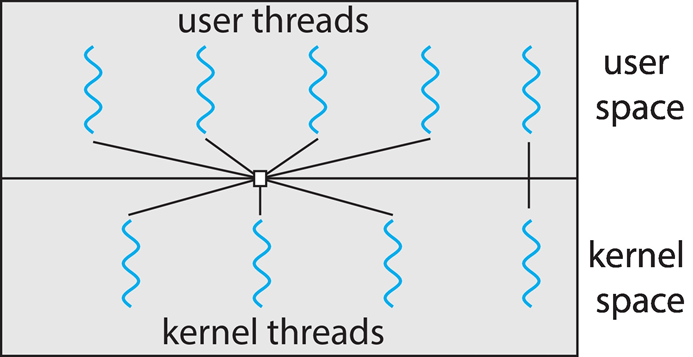 user threads
user
space
kernel
space
kernel threads